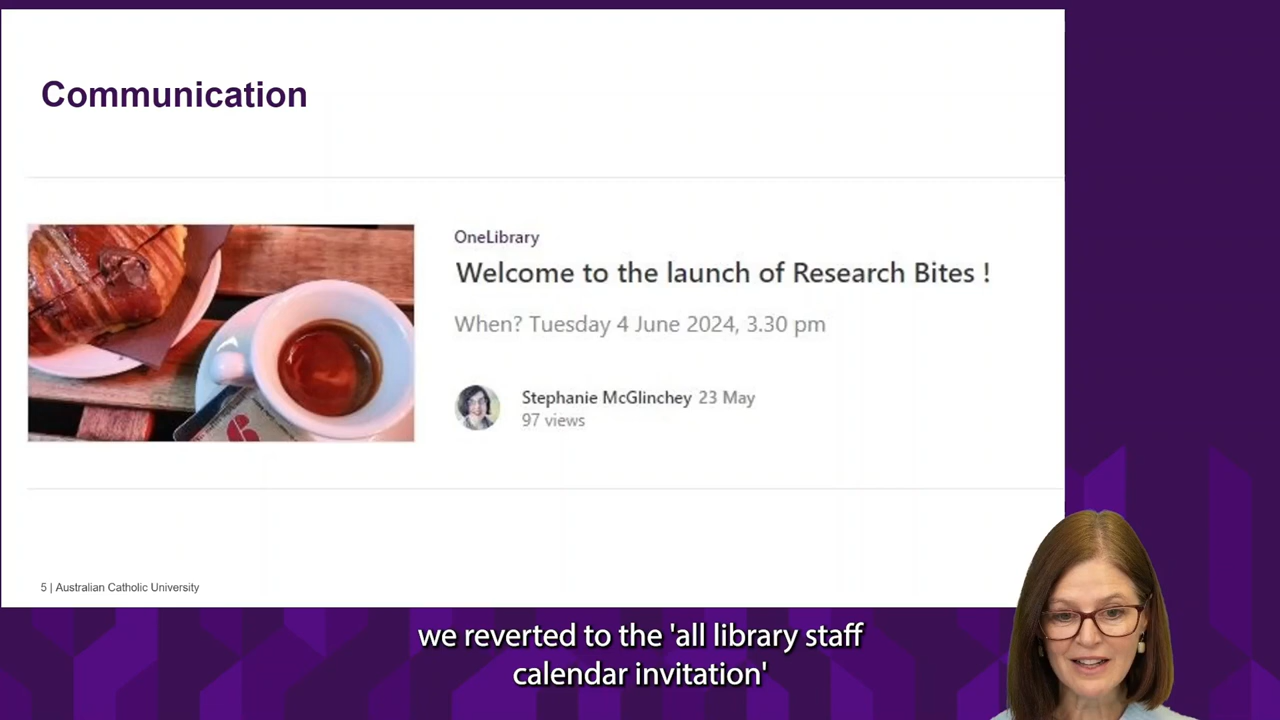 Communication
OneLibrary
Welcome to the launch of Research Bites !
When? Tuesday 4 June 2024, 3.30 pm
Stephanie McGlinchey 23 May
97 views
5 | Australian Catholic University
we reverted to the 'all library staff
calendar invitation'